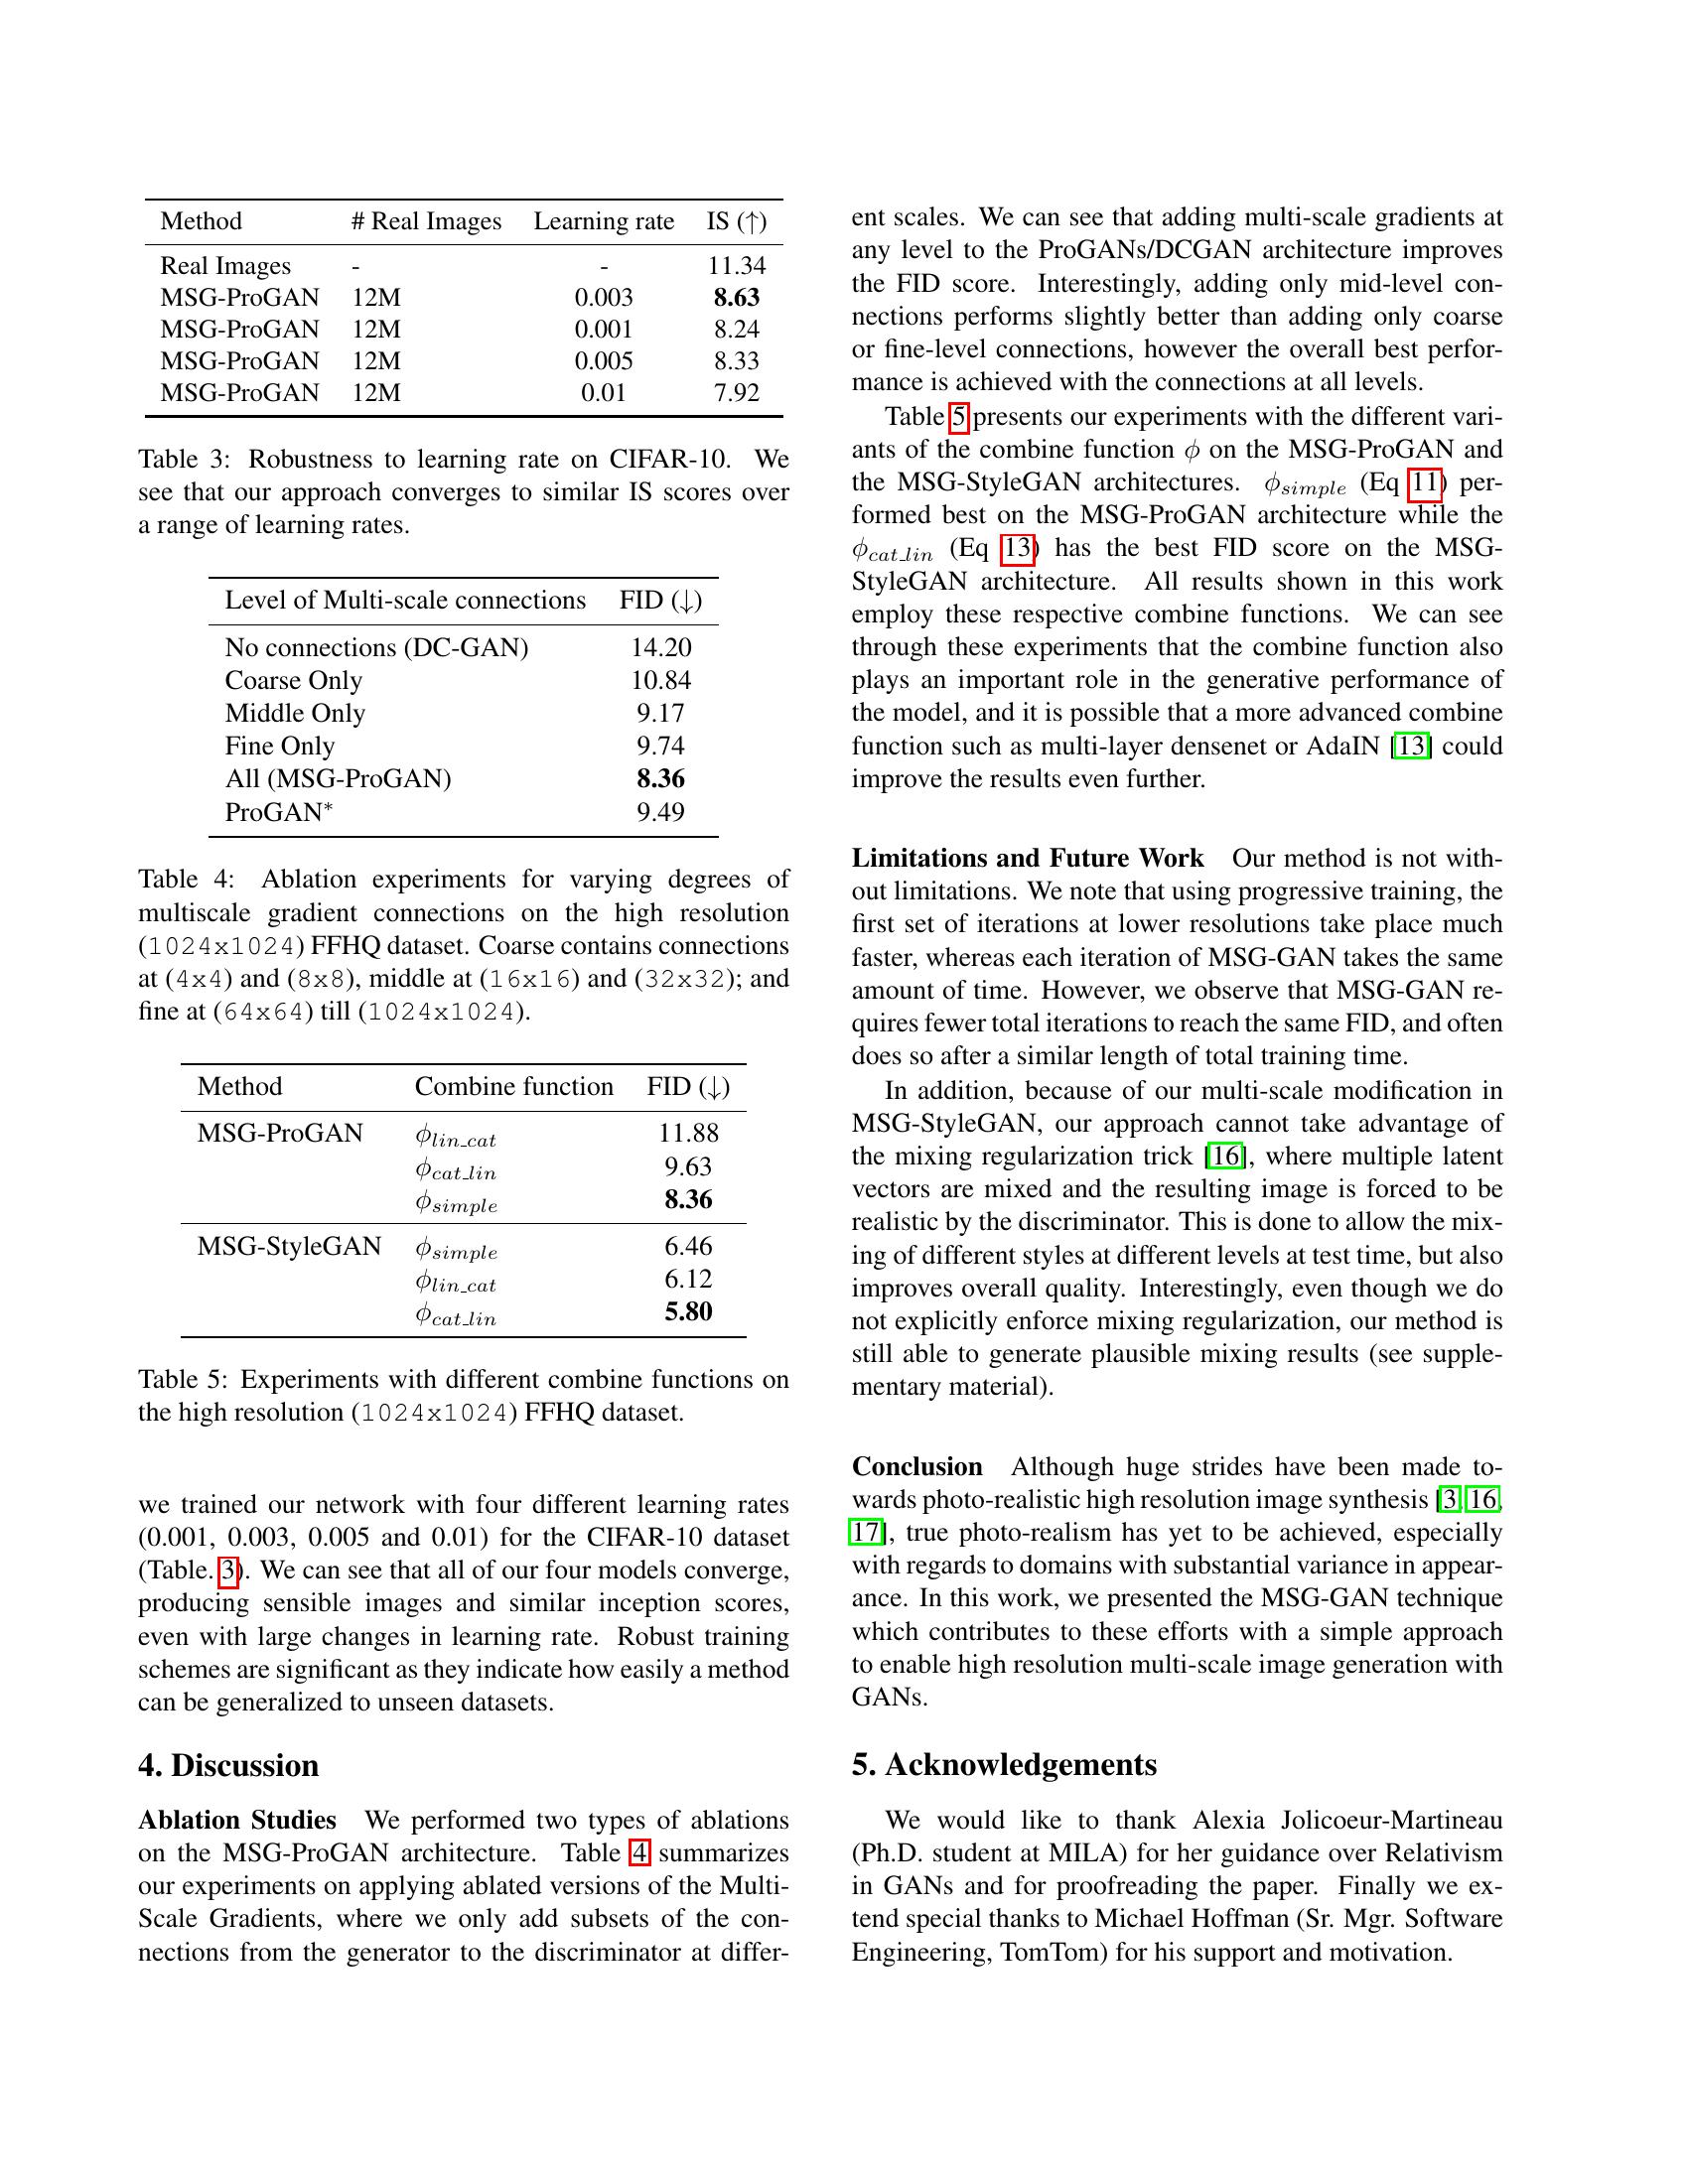 Method # Real Images Learning rate IS (↑)
Real Images - - 11.34
MSG-ProGAN 12M 0.003 8.63
MSG-ProGAN 12M 0.001 8.24
MSG-ProGAN 12M 0.005 8.33
MSG-ProGAN 12M 0.01 7.92
Table 3: Robustness to learning rate on CIFAR-10. We
see that our approach converges to similar IS scores over
a range of learning rates.
Level of Multi-scale connections FID (↓)
No connections (DC-GAN) 14.20
Coarse Only 10.84
Middle Only 9.17
Fine Only 9.74
All (MSG-ProGAN) 8.36
ProGAN* 9.49
Table 4: Ablation experiments for varying degrees of
multiscale gradient connections on the high resolution
(1024x1024) FFHQ dataset. Coarse contains connections
at (4x4) and (8x8), middle at (16x16) and (32x32); and
fine at (64x64) till (1024x1024).
Method Combine function FID (↓)
MSG-ProGAN ϕlin_cat 11.88
ϕcat_lin 9.63
ϕsimple 8.36
MSG-StyleGAN ϕsimple 6.46
ϕlin_cat 6.12
ϕcat_lin 5.80
Table 5: Experiments with different combine functions on
the high resolution (1024x1024) FFHQ dataset.
we trained our network with four different learning rates
(0.001, 0.003, 0.005 and 0.01) for the CIFAR-10 dataset
(Table. 3). We can see that all of our four models converge,
producing sensible images and similar inception scores,
even with large changes in learning rate. Robust training
schemes are significant as they indicate how easily a method
can be generalized to unseen datasets.
4. Discussion
Ablation Studies We performed two types of ablations
on the MSG-ProGAN architecture. Table 4 summarizes
our experiments on applying ablated versions of the Multi-
Scale Gradients, where we only add subsets of the con-
nections from the generator to the discriminator at differ-
ent scales. We can see that adding multi-scale gradients at
any level to the ProGANs/DCGAN architecture improves
the FID score. Interestingly, adding only mid-level con-
nections performs slightly better than adding only coarse
or fine-level connections, however the overall best perfor-
mance is achieved with the connections at all levels.
Table 5 presents our experiments with the different vari-
ants of the combine function ϕ on the MSG-ProGAN and
the MSG-StyleGAN architectures. ϕsimple (Eq 11) per-
formed best on the MSG-ProGAN architecture while the
ϕcat_lin (Eq 13) has the best FID score on the MSG-
StyleGAN architecture. All results shown in this work
employ these respective combine functions. We can see
through these experiments that the combine function also
plays an important role in the generative performance of
the model, and it is possible that a more advanced combine
function such as multi-layer densenet or AdaIN [13] could
improve the results even further.
Limitations and Future Work Our method is not with-
out limitations. We note that using progressive training, the
first set of iterations at lower resolutions take place much
faster, whereas each iteration of MSG-GAN takes the same
amount of time. However, we observe that MSG-GAN re-
quires fewer total iterations to reach the same FID, and often
does so after a similar length of total training time.
In addition, because of our multi-scale modification in
MSG-StyleGAN, our approach cannot take advantage of
the mixing regularization trick [16], where multiple latent
vectors are mixed and the resulting image is forced to be
realistic by the discriminator. This is done to allow the mix-
ing of different styles at different levels at test time, but also
improves overall quality. Interestingly, even though we do
not explicitly enforce mixing regularization, our method is
still able to generate plausible mixing results (see supple-
mentary material).
Conclusion Although huge strides have been made to-
wards photo-realistic high resolution image synthesis [3, 16,
17], true photo-realism has yet to be achieved, especially
with regards to domains with substantial variance in appear-
ance. In this work, we presented the MSG-GAN technique
which contributes to these efforts with a simple approach
to enable high resolution multi-scale image generation with
GANs.
5. Acknowledgements
We would like to thank Alexia Jolicoeur-Martineau
(Ph.D. student at MILA) for her guidance over Relativism
in GANs and for proofreading the paper. Finally we ex-
tend special thanks to Michael Hoffman (Sr. Mgr. Software
Engineering, TomTom) for his support and motivation.